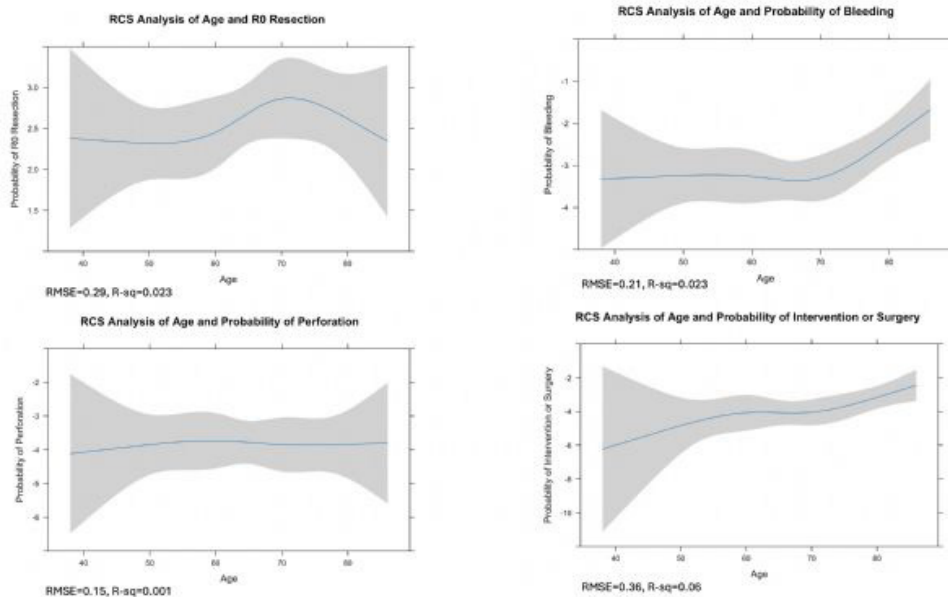 RCS Analysis of Age and R0 Resection
Probability of R0 Resection
3.0
2.5
2.0
1.5
40 50 60 70 80
Age
RMSE=0.29, R-sq=0.023
RCS Analysis of Age and Probability of Bleeding
Probability of Bleeding
-1
-2
-3
-4
40 50 60 70 80
Age
RMSE=0.21, R-sq=0.023
RCS Analysis of Age and Probability of Perforation
Probability of Perforation
-2
-3
-4
-5
-6
40 50 60 70 80
Age
RMSE=0.15, R-sq=0.001
RCS Analysis of Age and Probability of Intervention or Surgery
Probability of Intervention or Surgery
-2
-4
-6
-8
-10
40 50 60 70 80
Age
RMSE=0.36, R-sq=0.06